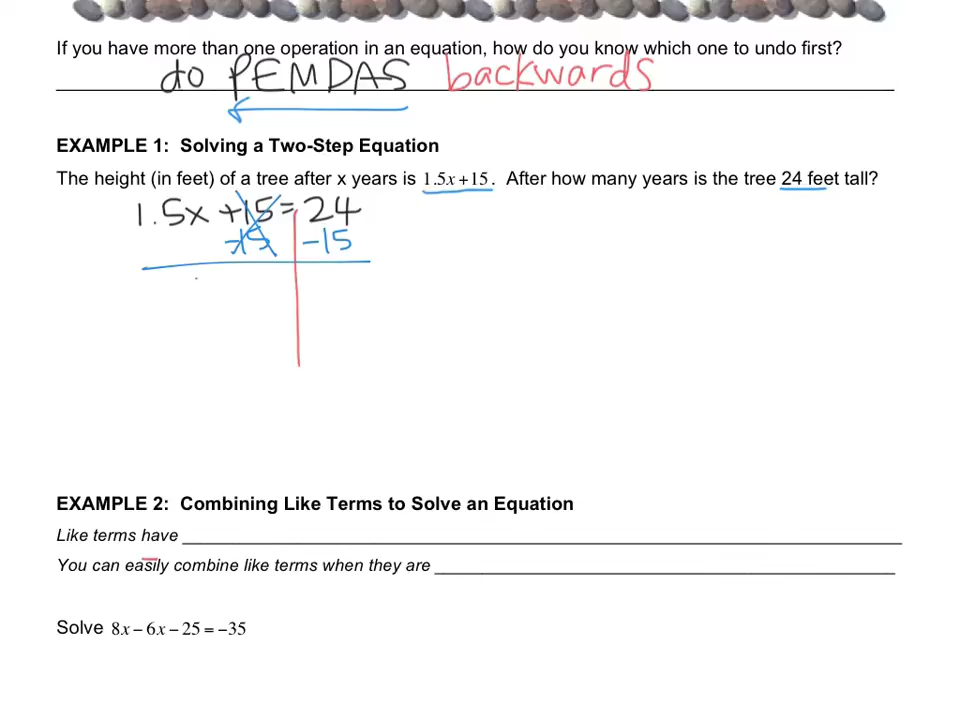 If you have more than one operation in an equation, how do you know which one to undo first?
do PEMDAS backwards
EXAMPLE 1: Solving a Two-Step Equation
The height (in feet) of a tree after x years is 1.5x + 15. After how many years is the tree 24 feet tall?
1.5x +15 = 24
-15 -15
EXAMPLE 2: Combining Like Terms to Solve an Equation
Like terms have
You can easily combine like terms when they are
Solve 8x − 6x − 25 = −35